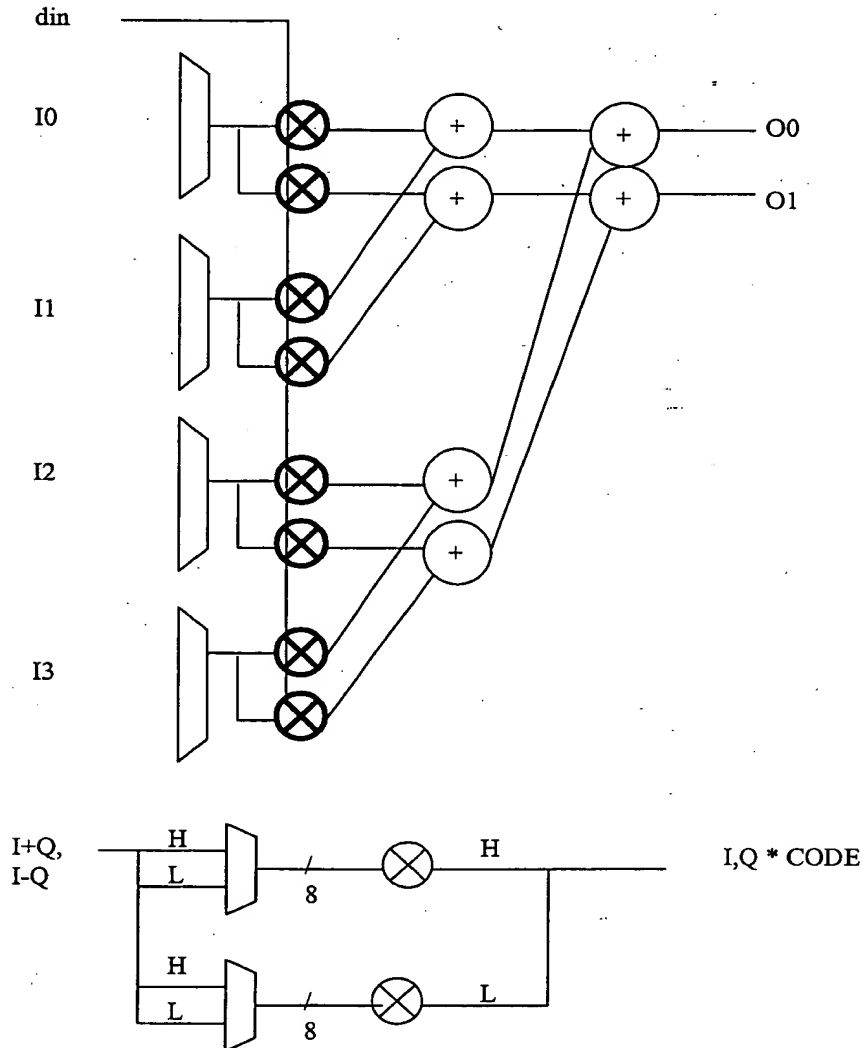 din
I0
+
+
O0
+
+
O1
I1
I2
+
+
I3
I+Q,
I-Q
H
L
8
H
I,Q * CODE
H
L
8
L